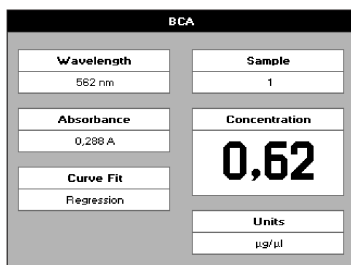 BCA
Wavelength
562 nm
Sample
1
Absorbance
0,288 A
Concentration
0,62
Curve Fit
Regression
Units
µg/µl